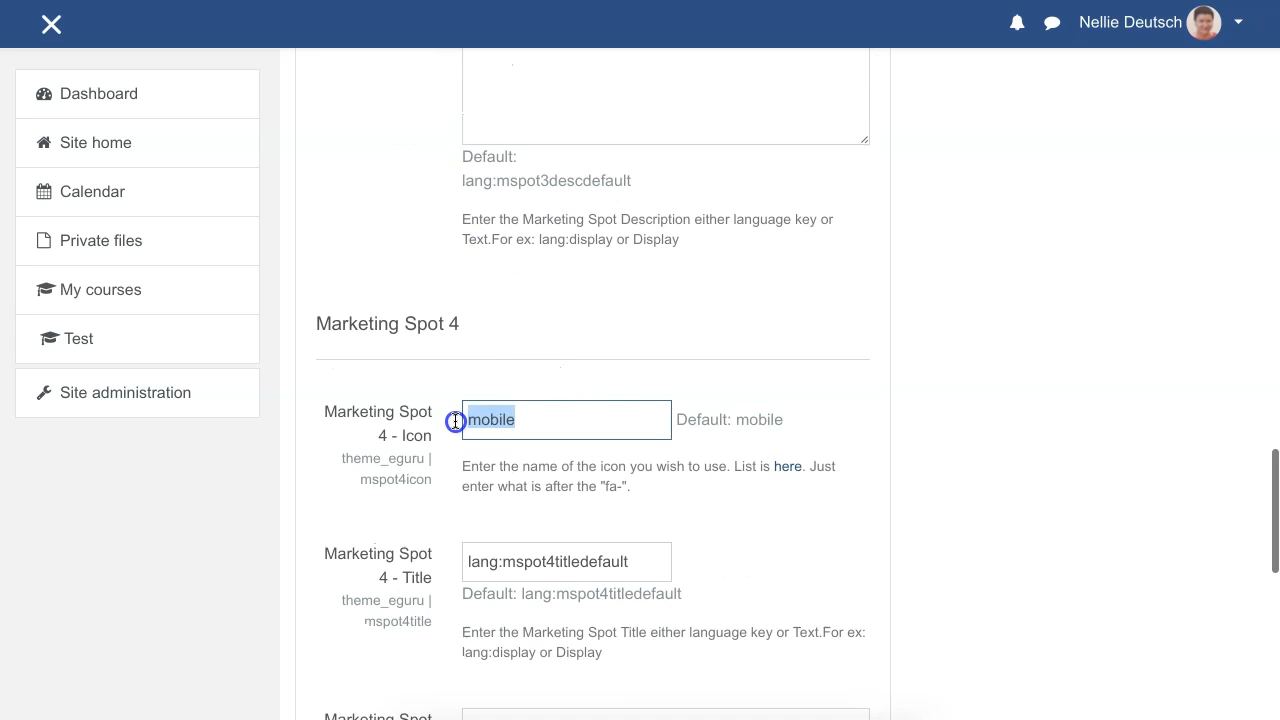 Nellie Deutsch
Dashboard
Site home
Calendar
Private files
My courses
Test
Site administration
Default:
lang:mspot3descdefault
Enter the Marketing Spot Description either language key or
Text.For ex: lang:display or Display
Marketing Spot 4
Marketing Spot
4 - Icon
theme_eguru |
mspot4icon
mobile
Default: mobile
Enter the name of the icon you wish to use. List is here. Just
enter what is after the "fa-".
Marketing Spot
4 - Title
theme_eguru |
mspot4title
lang:mspot4titledefault
Default: lang:mspot4titledefault
Enter the Marketing Spot Title either language key or Text.For ex:
lang:display or Display
Marketing Spot